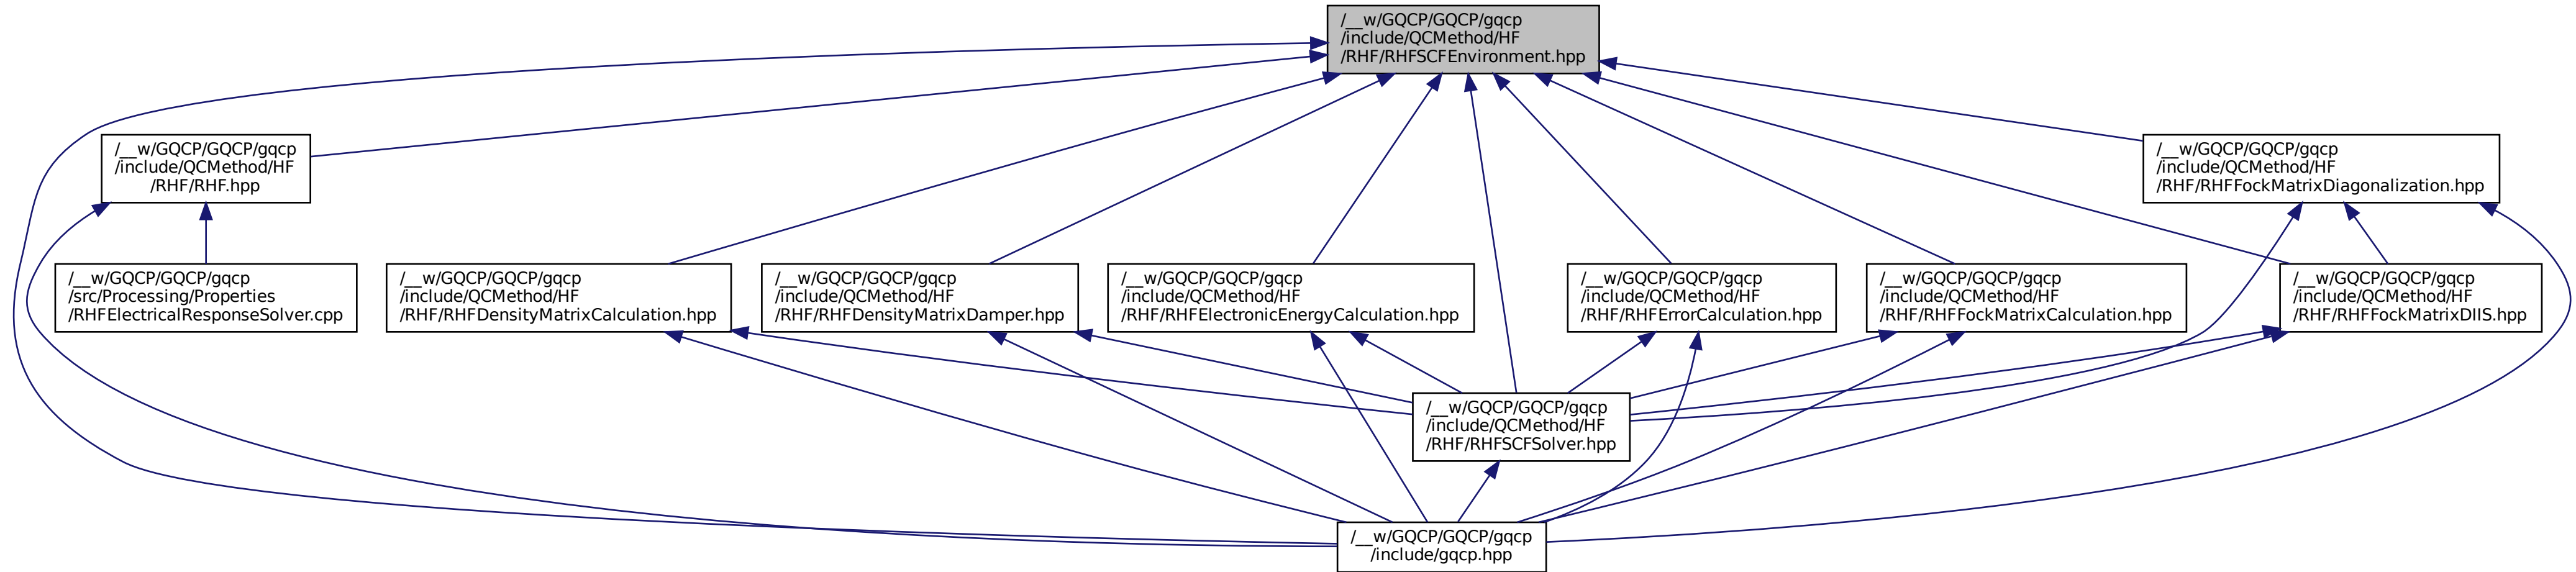 /__w/GQCP/GQCP/gqcp
/include/QCMethod/HF
/RHF/RHFSCFEnvironment.hpp
/__w/GQCP/GQCP/gqcp
/include/QCMethod/HF
/RHF/RHF.hpp
/__w/GQCP/GQCP/gqcp
/include/QCMethod/HF
/RHF/RHFFockMatrixDiagonalization.hpp
/__w/GQCP/GQCP/gqcp
/src/Processing/Properties
/RHFElectricalResponseSolver.cpp
/__w/GQCP/GQCP/gqcp
/include/QCMethod/HF
/RHF/RHFDensityMatrixCalculation.hpp
/__w/GQCP/GQCP/gqcp
/include/QCMethod/HF
/RHF/RHFDensityMatrixDamper.hpp
/__w/GQCP/GQCP/gqcp
/include/QCMethod/HF
/RHF/RHFElectronicEnergyCalculation.hpp
/__w/GQCP/GQCP/gqcp
/include/QCMethod/HF
/RHF/RHFErrorCalculation.hpp
/__w/GQCP/GQCP/gqcp
/include/QCMethod/HF
/RHF/RHFFockMatrixCalculation.hpp
/__w/GQCP/GQCP/gqcp
/include/QCMethod/HF
/RHF/RHFFockMatrixDIIS.hpp
/__w/GQCP/GQCP/gqcp
/include/QCMethod/HF
/RHF/RHFSCFSolver.hpp
/__w/GQCP/GQCP/gqcp
/include/gqcp.hpp